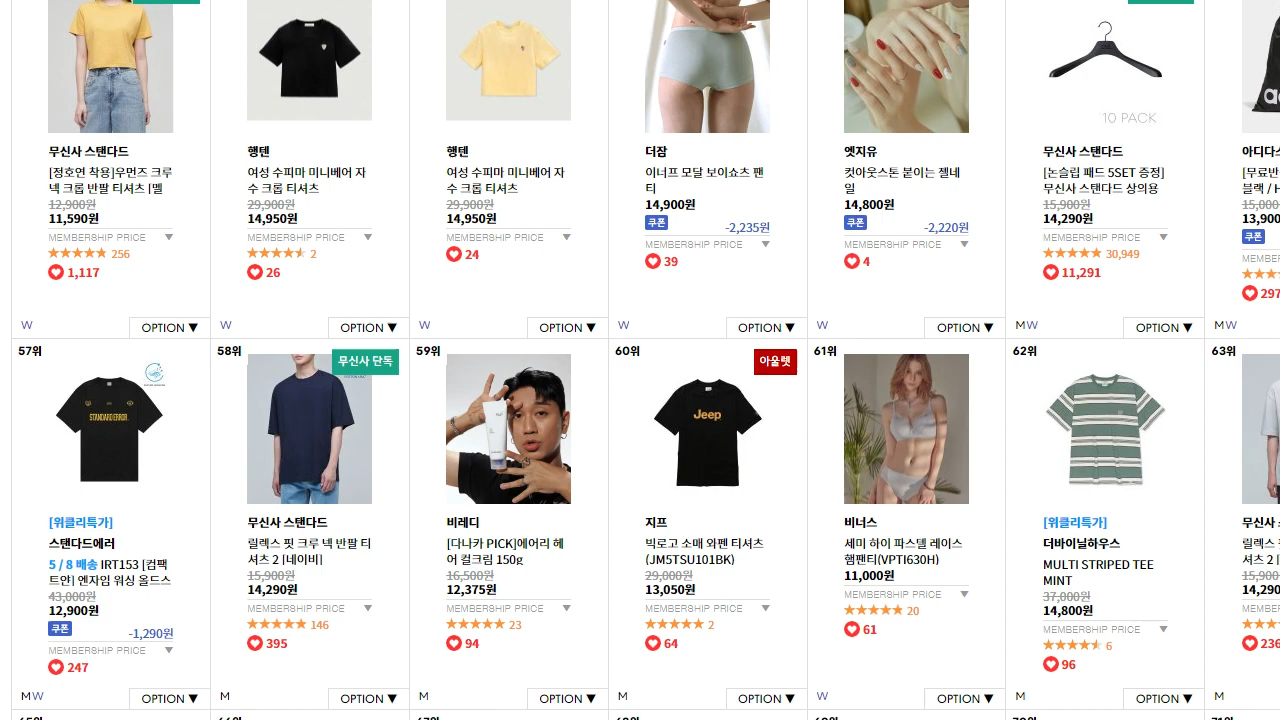 10 PACK
무신사 스탠다드
[정호연 착용]우먼즈 크루
넥 크롭 반팔 티셔츠 [멜
12,900원
11,590원
MEMBERSHIP PRICE ▼
256
1,117
W
OPTION ▼
행텐
여성 수피마 미니베어 자
수 크롭 티셔츠
29,900원
14,950원
MEMBERSHIP PRICE ▼
2
26
W
OPTION ▼
행텐
여성 수피마 미니베어 자
수 크롭 티셔츠
29,900원
14,950원
MEMBERSHIP PRICE ▼
24
W
OPTION ▼
더잠
이너프 모달 보이쇼츠 팬
티
14,900원
쿠폰 -2,235원
MEMBERSHIP PRICE ▼
39
W
OPTION ▼
엣지유
컷아웃스톤 붙이는 젤네
일
14,800원
쿠폰 -2,220원
MEMBERSHIP PRICE ▼
4
W
OPTION ▼
무신사 스탠다드
[논슬립 패드 5SET 증정]
무신사 스탠다드 상의용
15,900원
14,290원
MEMBERSHIP PRICE ▼
30,949
11,291
MW
OPTION ▼
아디다스
[무료반
블랙 / H
15,000
13,900
쿠폰
MEMBER
297
MW
57위
STANDARD ERROR.
[위클리특가]
스탠다드에러
5 / 8 배송 IRT153 [컴팩
트얀] 엔자임 워싱 올드스
43,000원
12,900원
쿠폰 -1,290원
MEMBERSHIP PRICE ▼
247
MW
OPTION ▼
58위
무신사 단독
무신사 스탠다드
릴렉스 핏 크루 넥 반팔 티
셔츠 2 [네이비]
15,900원
14,290원
MEMBERSHIP PRICE ▼
146
395
M
OPTION ▼
59위
비레디
[다나카 PICK]에어리 헤
어 컬크림 150g
16,500원
12,375원
MEMBERSHIP PRICE ▼
23
94
M
OPTION ▼
60위
아울렛
Jeep
지프
빅로고 소매 와펜 티셔츠
(JM5TSU101BK)
29,000원
13,050원
MEMBERSHIP PRICE ▼
2
64
M
OPTION ▼
61위
비너스
세미 하이 파스텔 레이스
햄팬티(VPTI630H)
11,000원
MEMBERSHIP PRICE ▼
20
61
W
OPTION ▼
62위
[위클리특가]
더바이닐하우스
MULTI STRIPED TEE
MINT
37,000원
14,800원
MEMBERSHIP PRICE ▼
6
96
M
OPTION ▼
63위
무신사
릴렉스
셔츠 2 [
15,900
14,290
MEMBER
236
M